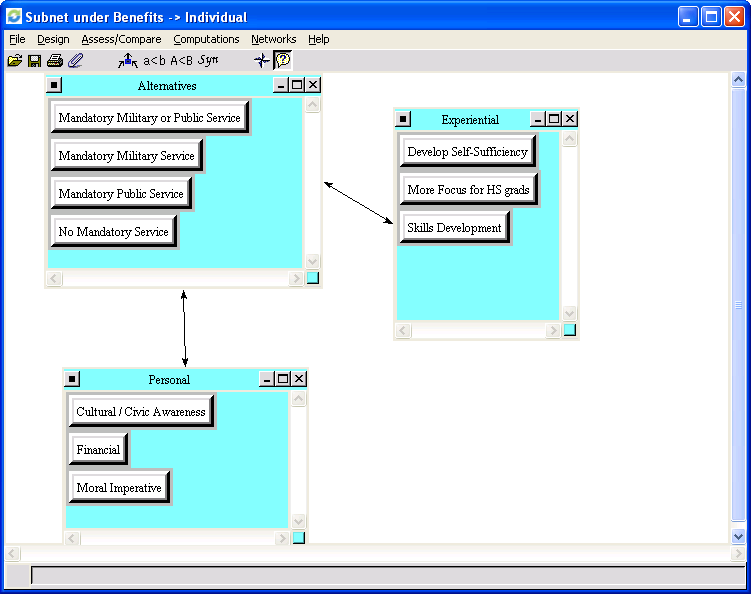 Subnet under Benefits -> Individual
File Design Assess/Compare Computations Networks Help
a<b A<B Syn
Alternatives
Mandatory Military or Public Service
Mandatory Military Service
Mandatory Public Service
No Mandatory Service
Experiential
Develop Self-Sufficiency
More Focus for HS grads
Skills Development
Personal
Cultural / Civic Awareness
Financial
Moral Imperative